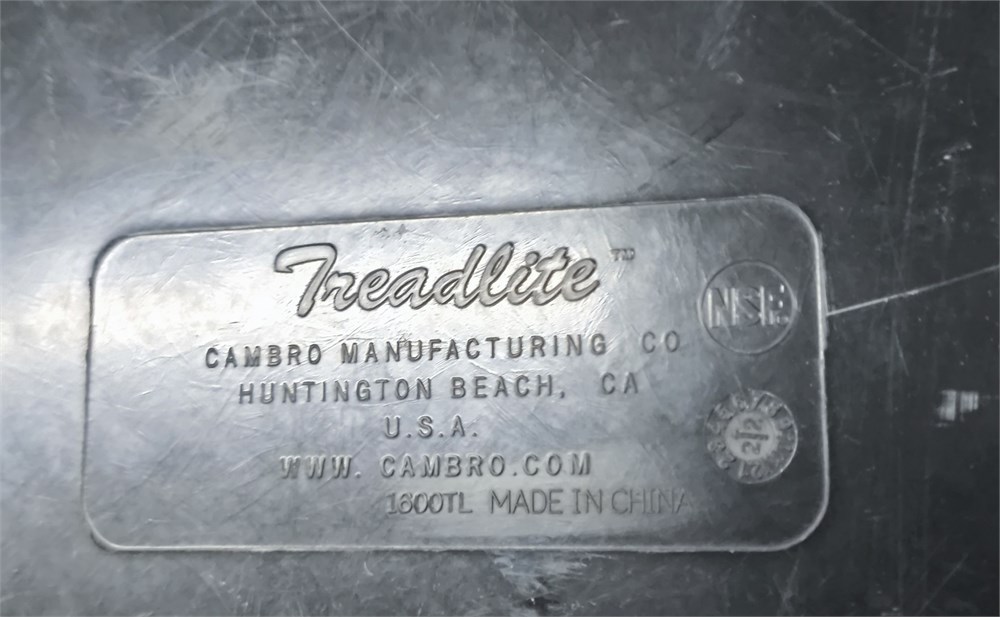 Treadlite™
NSF
CAMBRO MANUFACTURING CO
HUNTINGTON BEACH, CA
U.S.A.
WWW. CAMBRO.COM
1600TL MADE IN CHINA